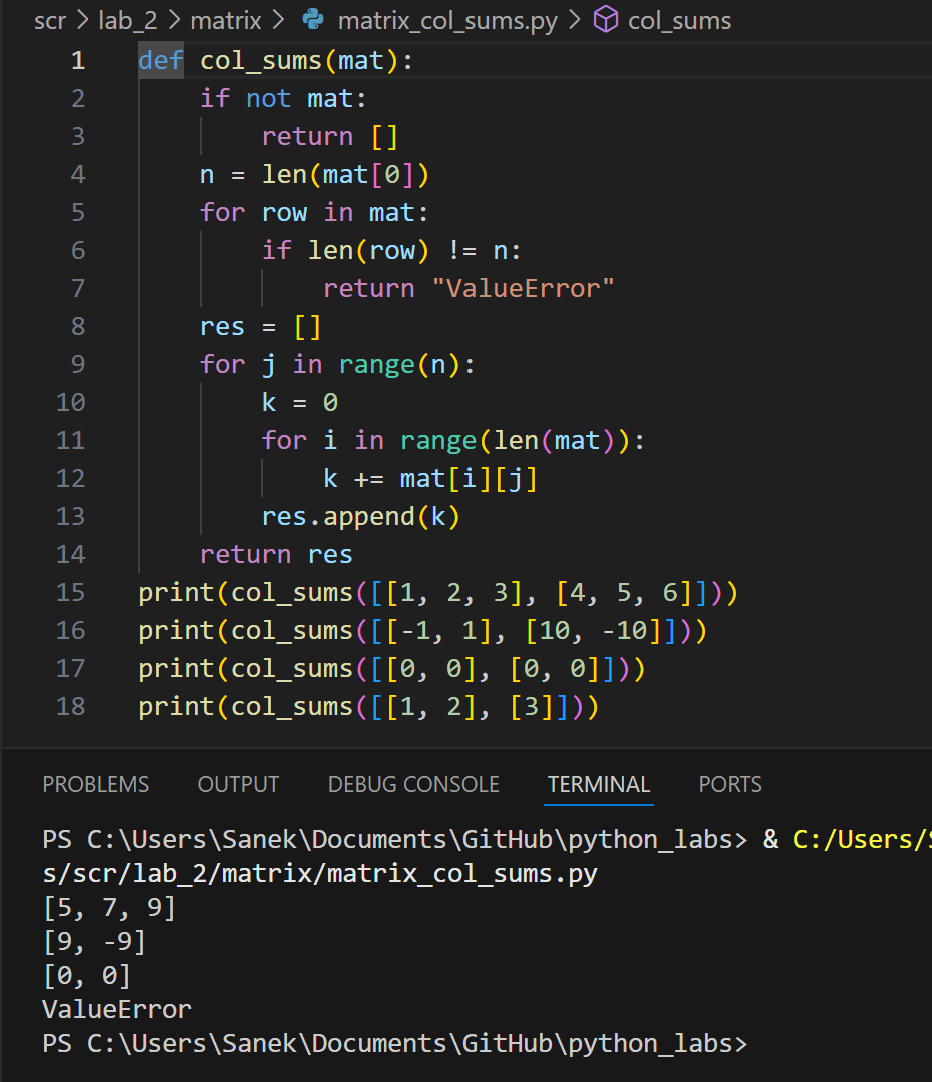 scr > lab_2 > matrix > matrix_col_sums.py > col_sums
1 def col_sums(mat):
2     if not mat:
3         return []
4     n = len(mat[0])
5     for row in mat:
6         if len(row) != n:
7             return "ValueError"
8     res = []
9     for j in range(n):
10         k = 0
11         for i in range(len(mat)):
12             k += mat[i][j]
13         res.append(k)
14     return res
15 print(col_sums([[1, 2, 3], [4, 5, 6]]))
16 print(col_sums([[-1, 1], [10, -10]]))
17 print(col_sums([[0, 0], [0, 0]]))
18 print(col_sums([[1, 2], [3]]))
PROBLEMS OUTPUT DEBUG CONSOLE TERMINAL PORTS
PS C:\Users\Sanek\Documents\GitHub\python_labs> & C:/Users/
s/scr/lab_2/matrix/matrix_col_sums.py
[5, 7, 9]
[9, -9]
[0, 0]
ValueError
PS C:\Users\Sanek\Documents\GitHub\python_labs>